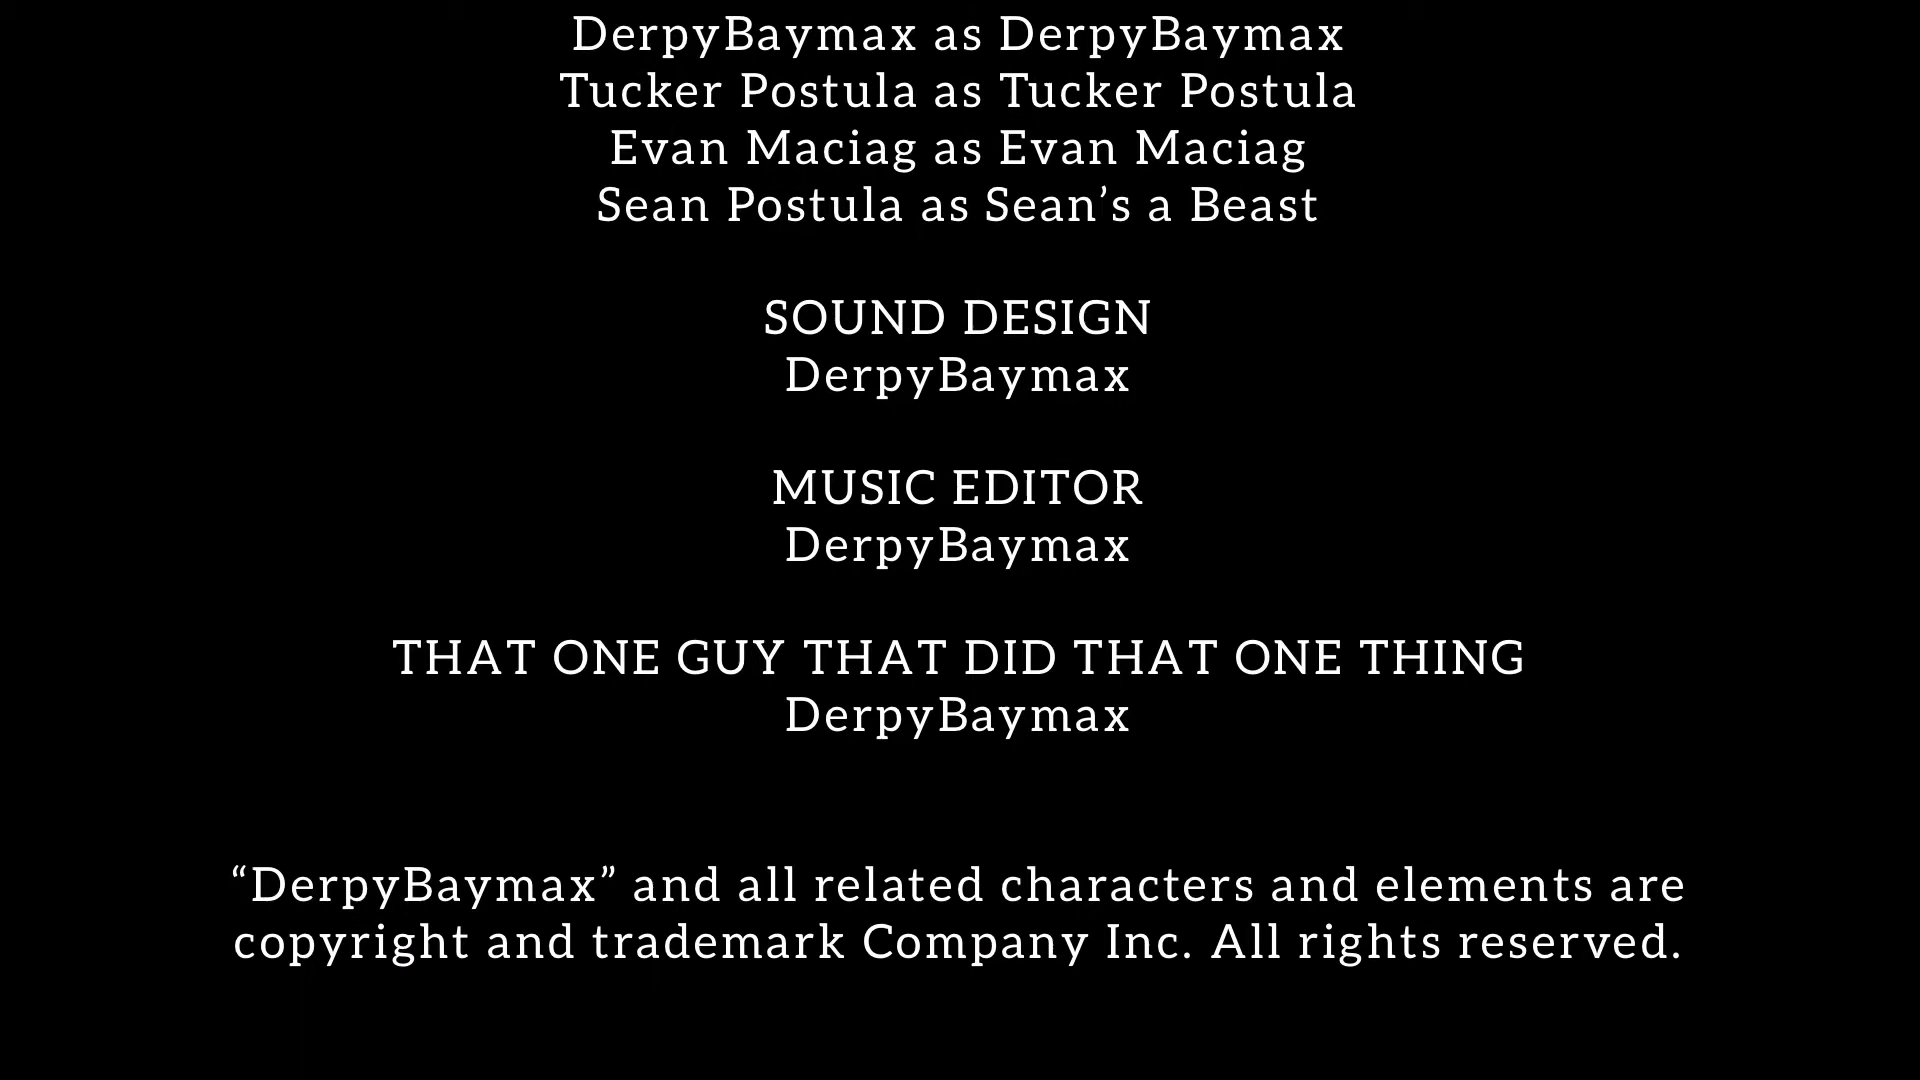 DerpyBaymax as DerpyBaymax
Tucker Postula as Tucker Postula
Evan Maciag as Evan Maciag
Sean Postula as Sean’s a Beast
SOUND DESIGN
DerpyBaymax
MUSIC EDITOR
DerpyBaymax
THAT ONE GUY THAT DID THAT ONE THING
DerpyBaymax
“DerpyBaymax” and all related characters and elements are
copyright and trademark Company Inc. All rights reserved.